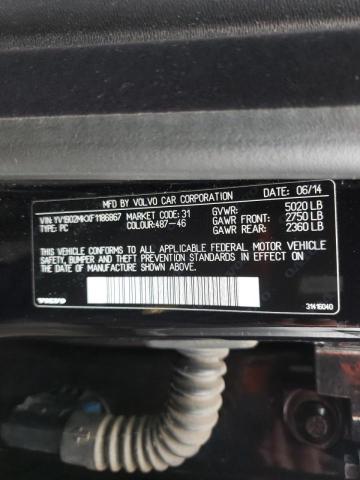 MFD BY VOLVO CAR CORPORATION DATE: 06/14
VIN: YV1902MKXF1186867 MARKET CODE: 31 GVWR: 5020 LB
TYPE: PC COLOUR:487-46 GAWR FRONT: 2750 LB
GAWR REAR: 2360 LB
THIS VEHICLE CONFORMS TO ALL APPLICABLE FEDERAL MOTOR VEHICLE
SAFETY, BUMPER AND THEFT PREVENTION STANDARDS IN EFFECT ON
THE DATE OF MANUFACTURE SHOWN ABOVE.
VOLVO 31416040